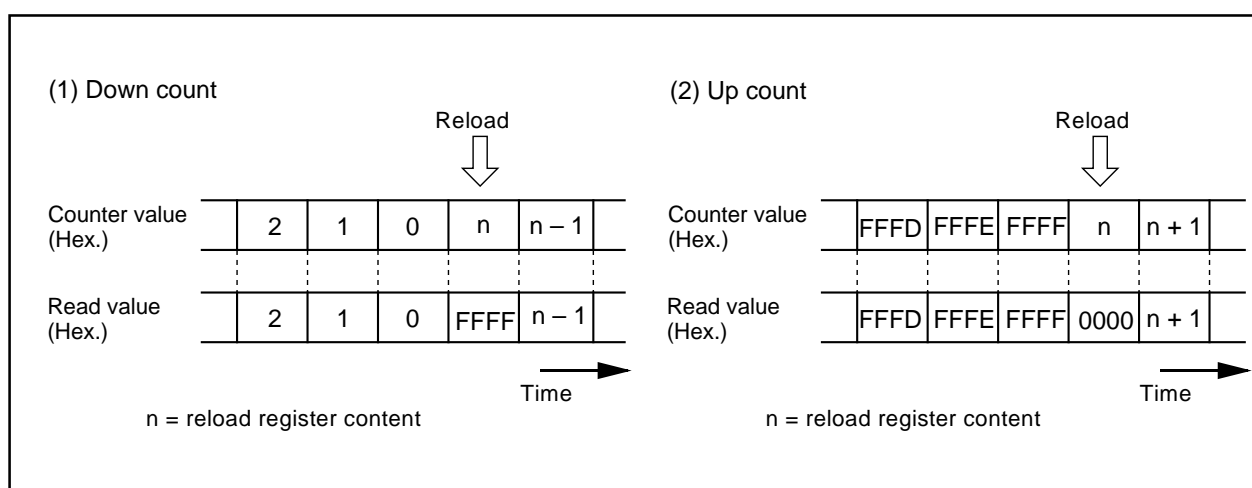 (1) Down count
Reload
Counter value
(Hex.)
2 1 0 n n – 1
Read value
(Hex.)
2 1 0 FFFF n – 1
Time
n = reload register content
(2) Up count
Reload
Counter value
(Hex.)
FFFD FFFE FFFF n n + 1
Read value
(Hex.)
FFFD FFFE FFFF 0000 n + 1
Time
n = reload register content